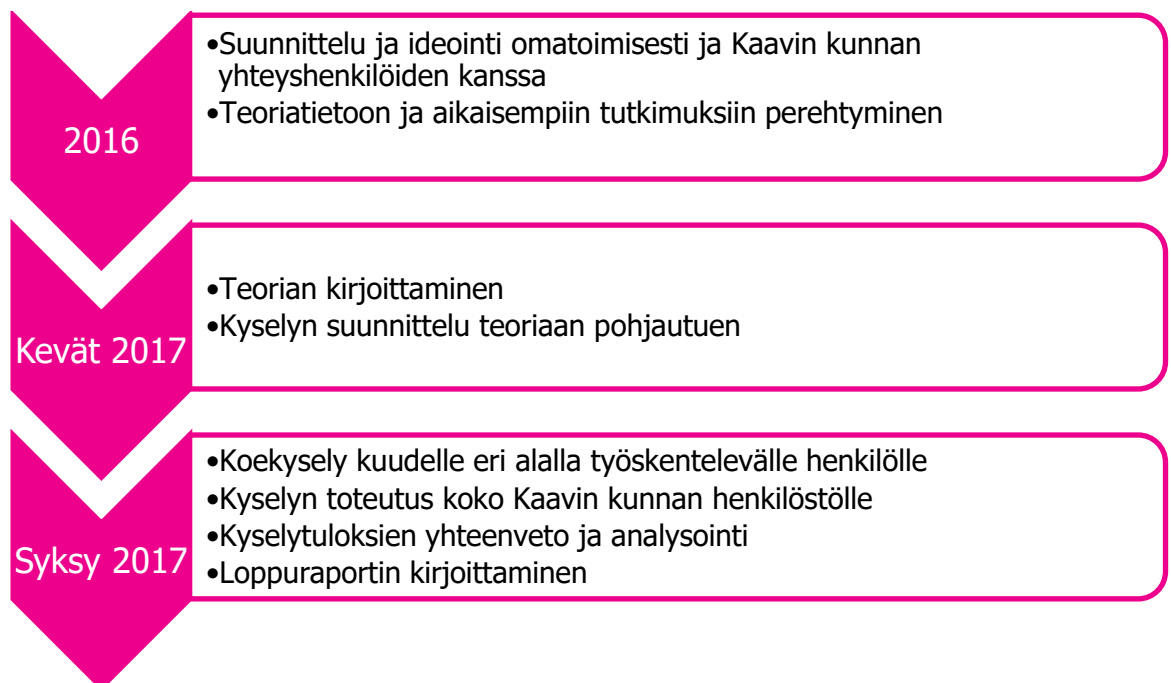 2016
•Suunnittelu ja ideointi omatoimisesti ja Kaavin kunnan
yhteyshenkilöiden kanssa
•Teoriatietoon ja aikaisempiin tutkimuksiin perehtyminen
Kevät 2017
•Teorian kirjoittaminen
•Kyselyn suunnittelu teoriaan pohjautuen
Syksy 2017
•Koekysely kuudelle eri alalla työskentelevälle henkilölle
•Kyselyn toteutus koko Kaavin kunnan henkilöstölle
•Kyselytuloksien yhteenveto ja analysointi
•Loppuraportin kirjoittaminen